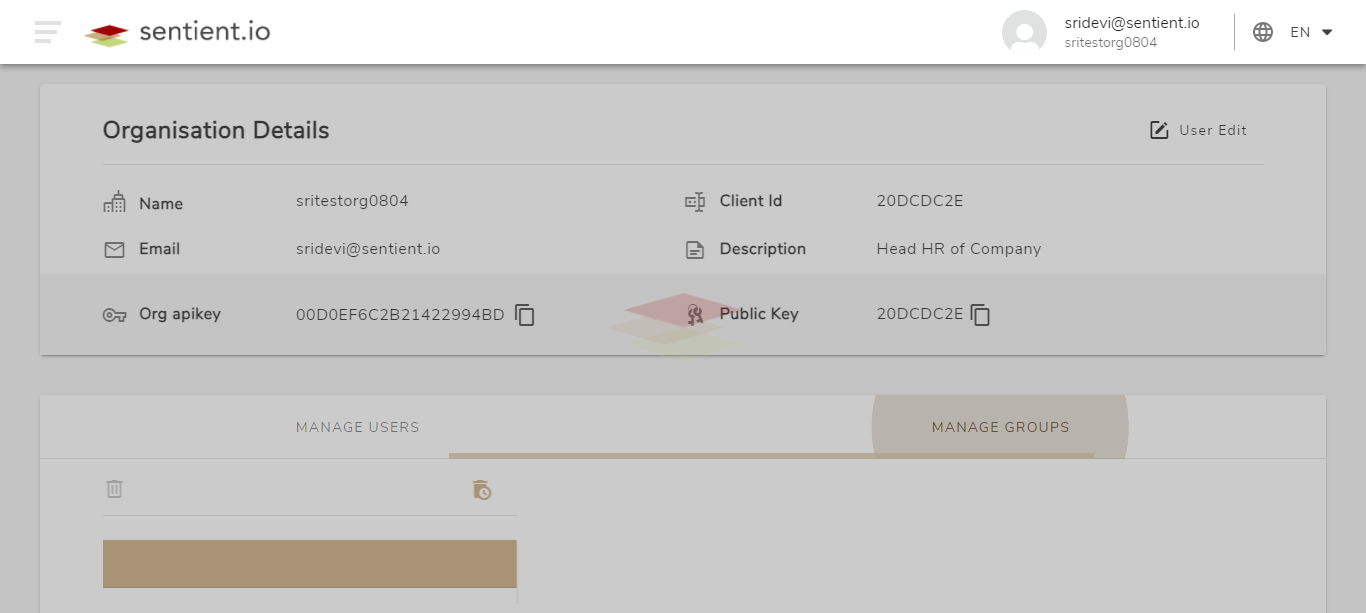 sentient.io
sridevi@sentient.io
sritestorg0804
EN
Organisation Details
User Edit
Name sritestorg0804 Client Id 20DCDC2E
Email sridevi@sentient.io Description Head HR of Company
Org apikey 00D0EF6C2B21422994BD Public Key 20DCDC2E
MANAGE USERS MANAGE GROUPS